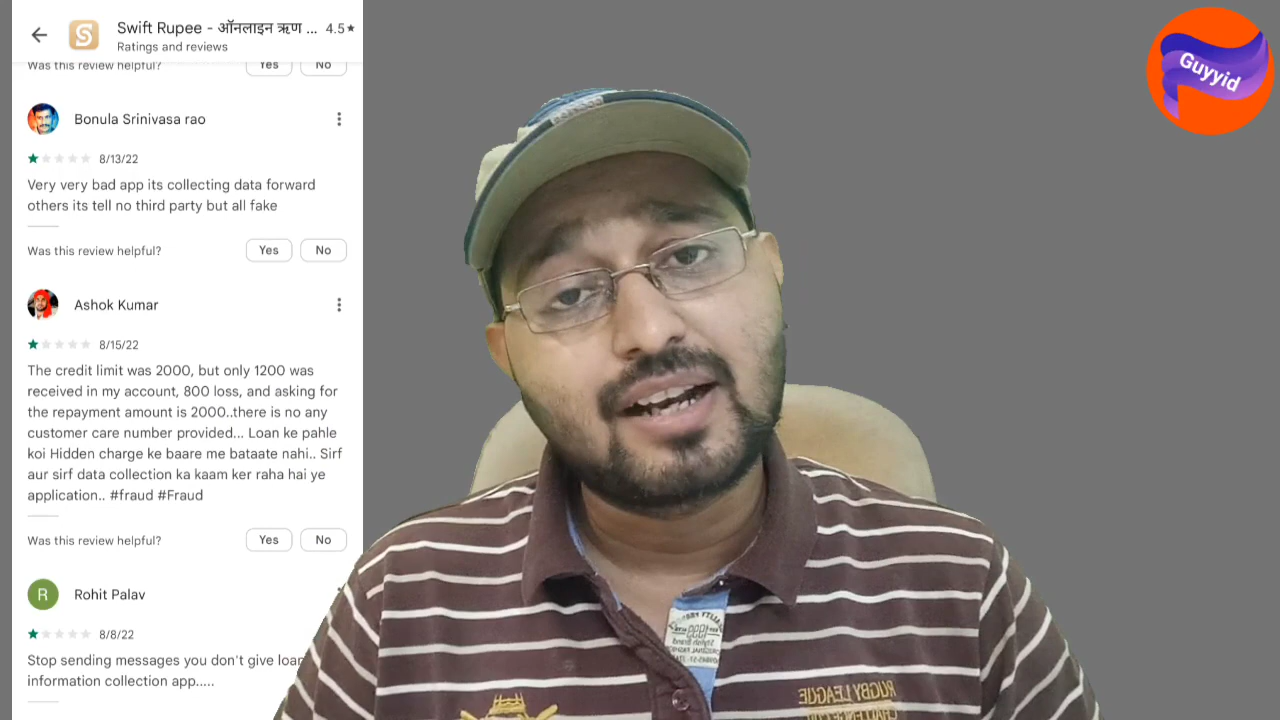 Swift Rupee - ऑनलाइन ऋण ... 4.5★
Ratings and reviews
Was this review helpful? Yes No
Bonula Srinivasa rao
8/13/22
Very very bad app its collecting data forward
others its tell no third party but all fake
Was this review helpful? Yes No
Ashok Kumar
8/15/22
The credit limit was 2000, but only 1200 was
received in my account, 800 loss, and asking for
the repayment amount is 2000..there is no any
customer care number provided... Loan ke pahle
koi Hidden charge ke baare me bataate nahi.. Sirf
aur sirf data collection ka kaam ker raha hai ye
application.. #fraud #Fraud
Was this review helpful? Yes No
R Rohit Palav
8/8/22
Stop sending messages you don't give loan
information collection app.....
Guyyid
RUGBY LEAGUE